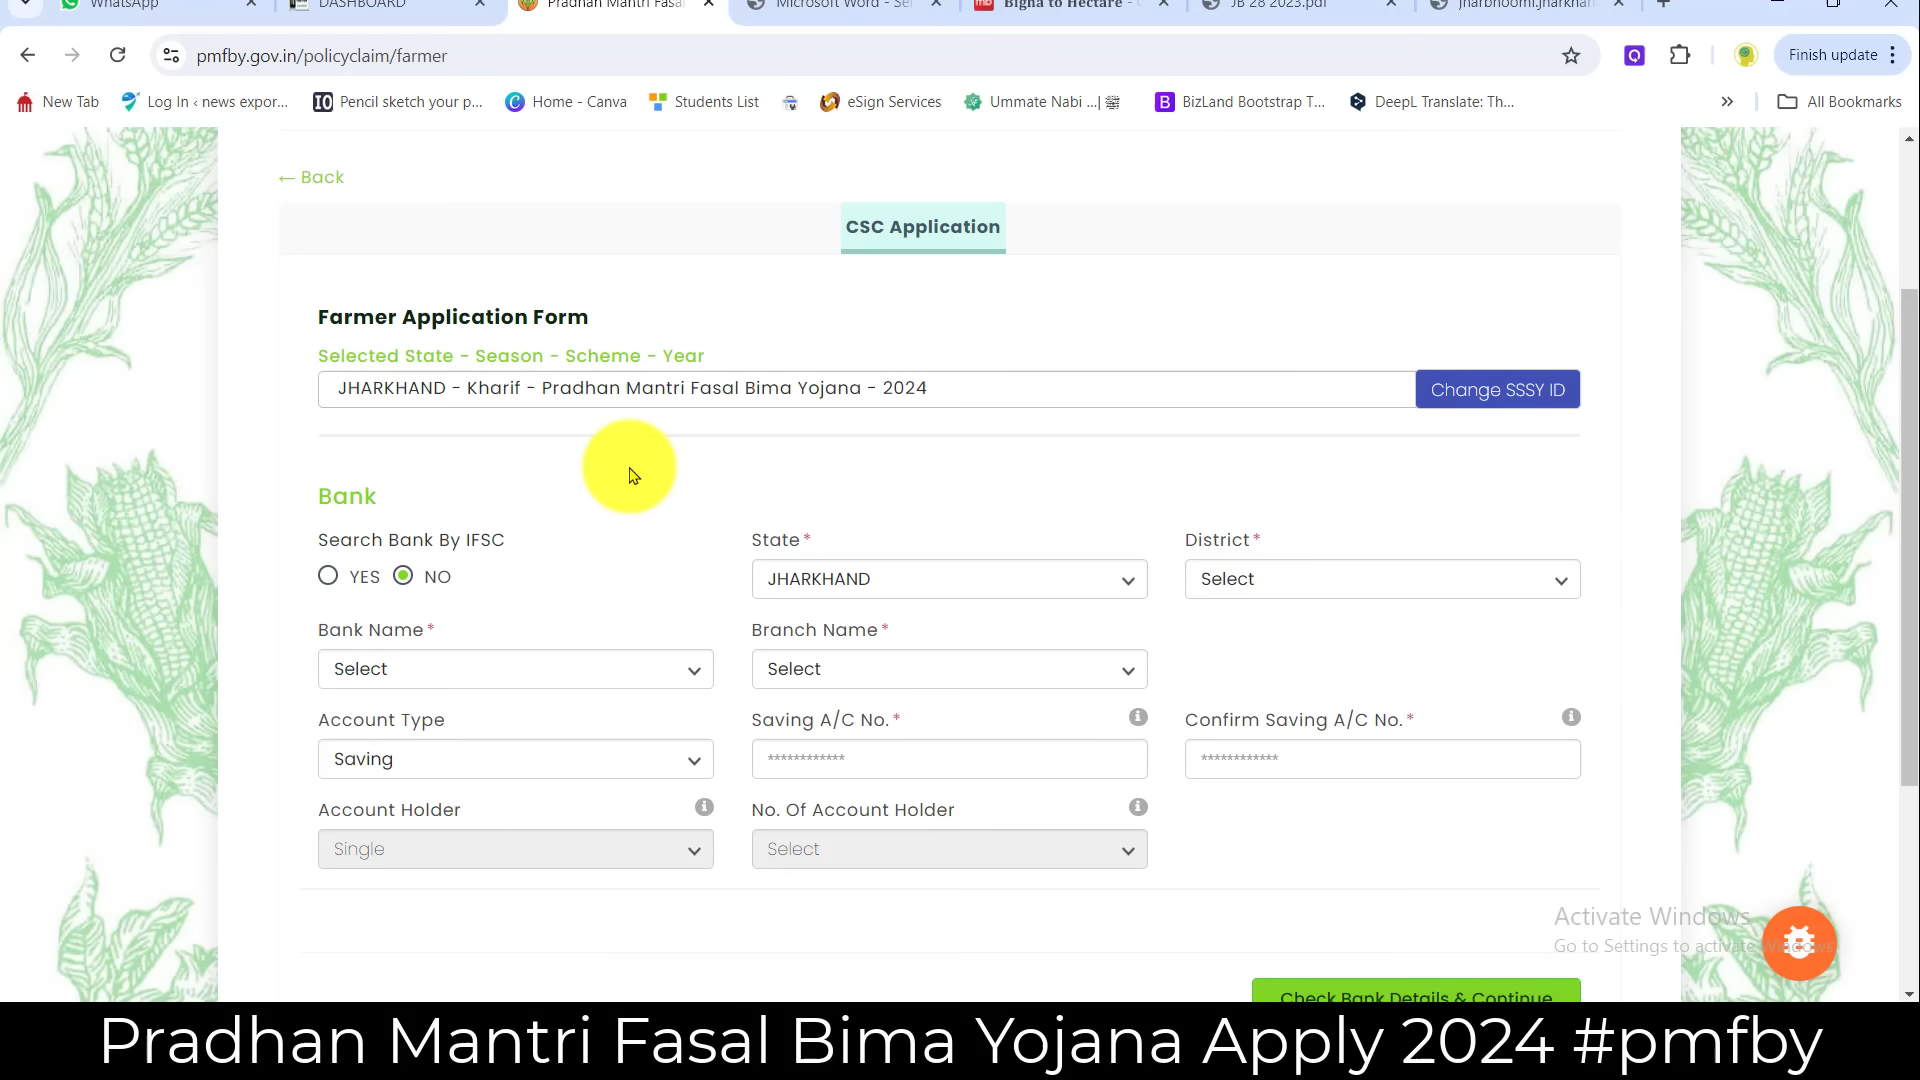 WhatsApp DASHBOARD Pradhan Mantri Fasal Microsoft Word - Se Bigha to Hectare - JB 28 2023.pdf jharbhoomi.jharkhan
pmfby.gov.in/policyclaim/farmer Finish update
New Tab Log In ‹ news expor... Pencil sketch your p... Home - Canva Students List eSign Services Ummate Nabi ...| BizLand Bootstrap T... DeepL Translate: Th... » All Bookmarks
← Back
CSC Application
Farmer Application Form
Selected State - Season - Scheme - Year
JHARKHAND - Kharif - Pradhan Mantri Fasal Bima Yojana - 2024 Change SSSY ID
Bank
Search Bank By IFSC State* District*
YES NO JHARKHAND Select
Bank Name* Branch Name*
Select Select
Account Type Saving A/C No.* Confirm Saving A/C No.*
Saving ************ ************
Account Holder No. Of Account Holder
Single Select
Activate Windows
Go to Settings to activate Windows.
Check Bank Details & Continue
Pradhan Mantri Fasal Bima Yojana Apply 2024 #pmfby